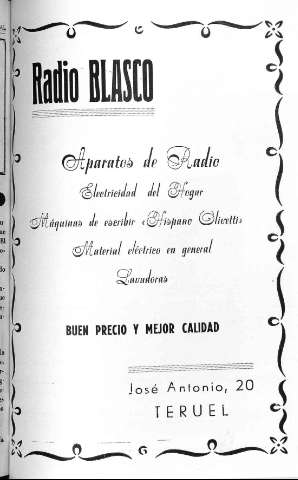 Radio BLASCO
Aparatos de Radio
Electricidad del Hogar
Máquinas de escribir «Hispano Olivetti»
Material eléctrico en general
Lavadoras
BUEN PRECIO Y MEJOR CALIDAD
José Antonio, 20
TERUEL